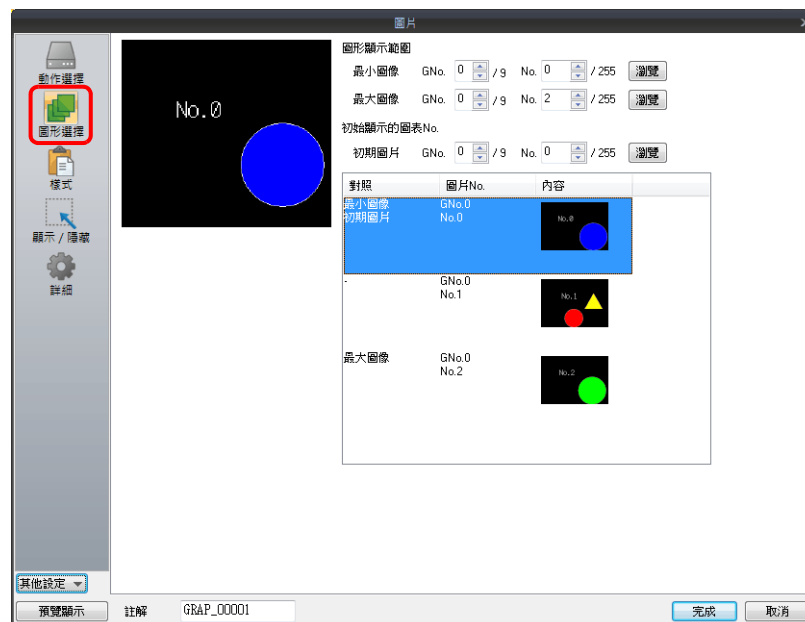 圖片
動作選擇
圖形選擇
樣式
顯示 / 隱藏
詳細
其他設定
預覽顯示
No.0
圖形顯示範圍
最小圖像 GNo. 0 / 9 No. 0 / 255 瀏覽
最大圖像 GNo. 0 / 9 No. 2 / 255 瀏覽
初始顯示的圖表No.
初期圖片 GNo. 0 / 9 No. 0 / 255 瀏覽
對照 圖片No. 內容
最小圖像 GNo.0
初期圖片 No.0
No.0
- GNo.0
No.1
No.1
最大圖像 GNo.0
No.2
No.2
註解 GRAP_00001
完成 取消